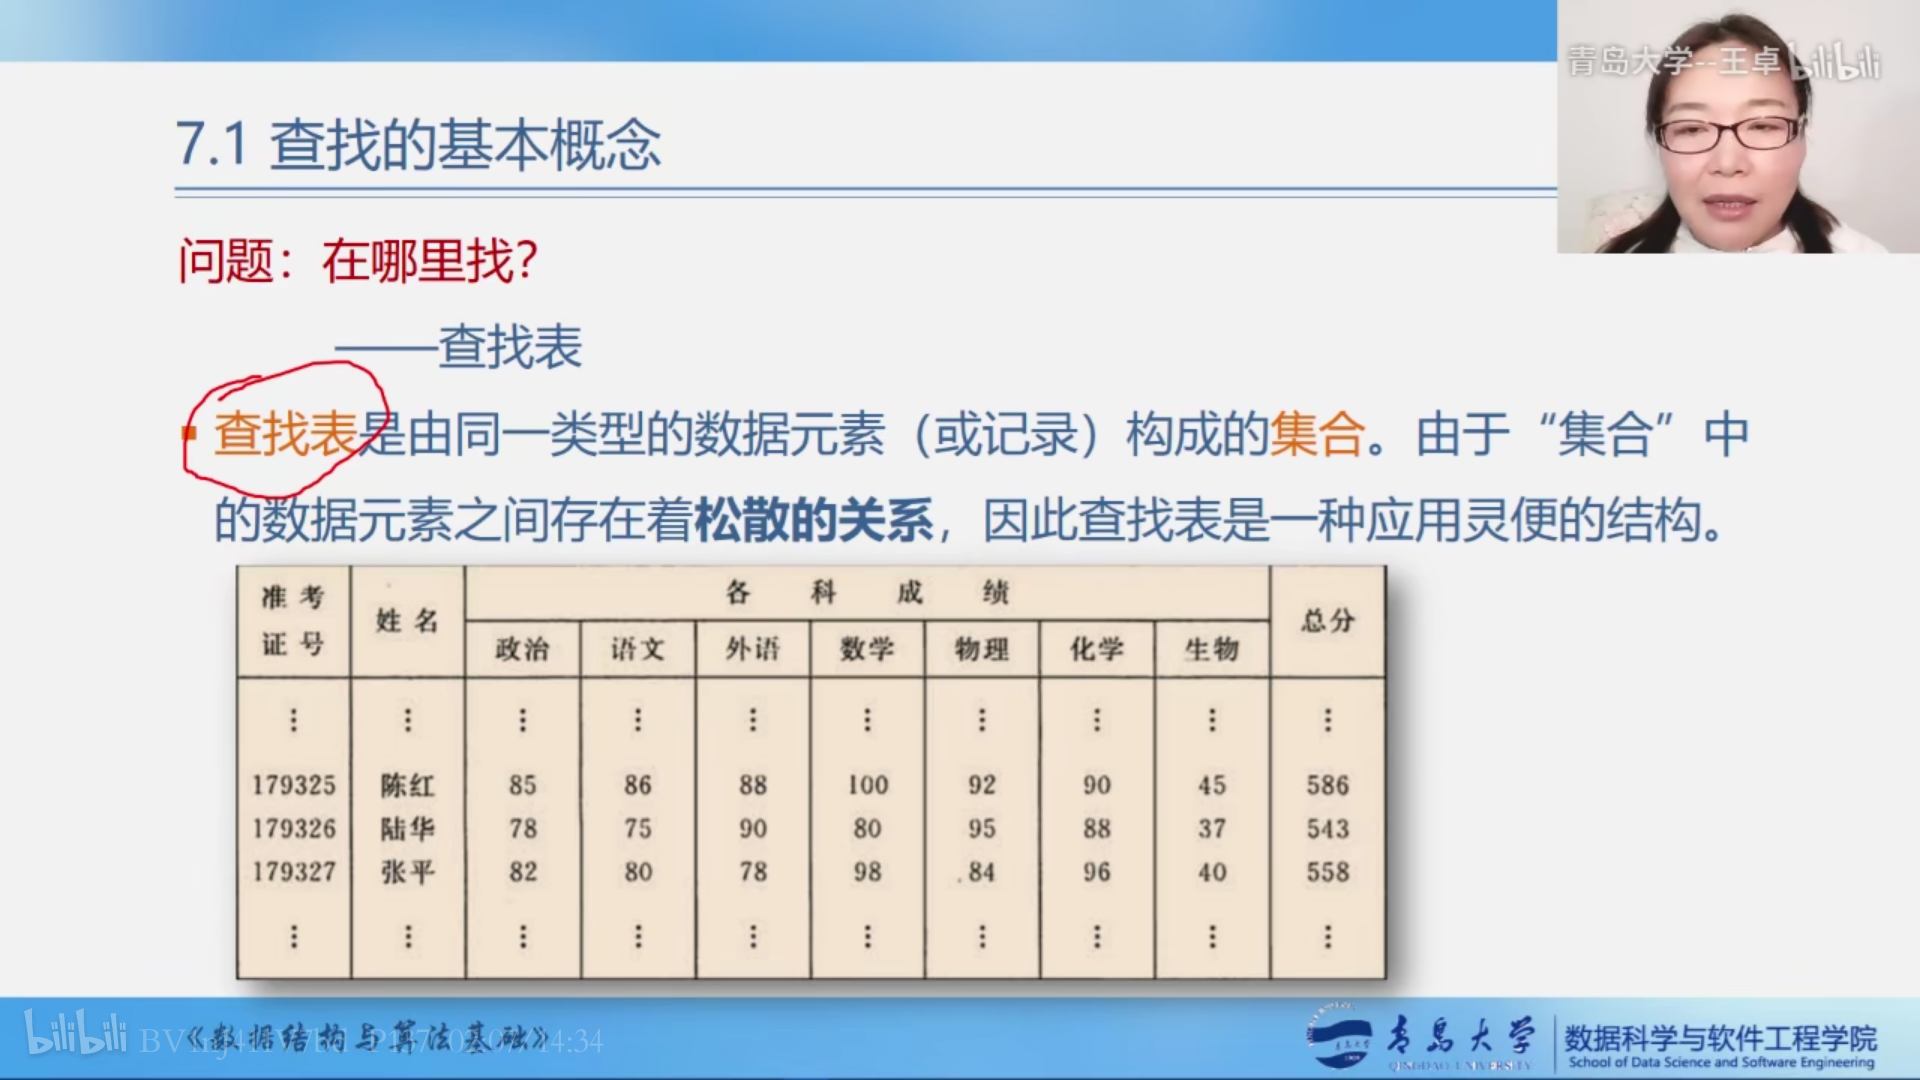 青岛大学--王卓 bilibili
7.1 查找的基本概念
问题：在哪里找?
——查找表
查找表是由同一类型的数据元素（或记录）构成的集合。由于“集合”中
的数据元素之间存在着松散的关系，因此查找表是一种应用灵便的结构。
准考证号 姓名 各科成绩 总分
政治 语文 外语 数学 物理 化学 生物
⋮ ⋮ ⋮ ⋮ ⋮ ⋮ ⋮ ⋮ ⋮ ⋮
179325 陈红 85 86 88 100 92 90 45 586
179326 陆华 78 75 90 80 95 88 37 543
179327 张平 82 80 78 98 84 96 40 558
⋮ ⋮ ⋮ ⋮ ⋮ ⋮ ⋮ ⋮ ⋮ ⋮
bilibili
《数据结构与算法基础》
青岛大学
QINGDAO UNIVERSITY
数据科学与软件工程学院
School of Data Science and Software Engineering